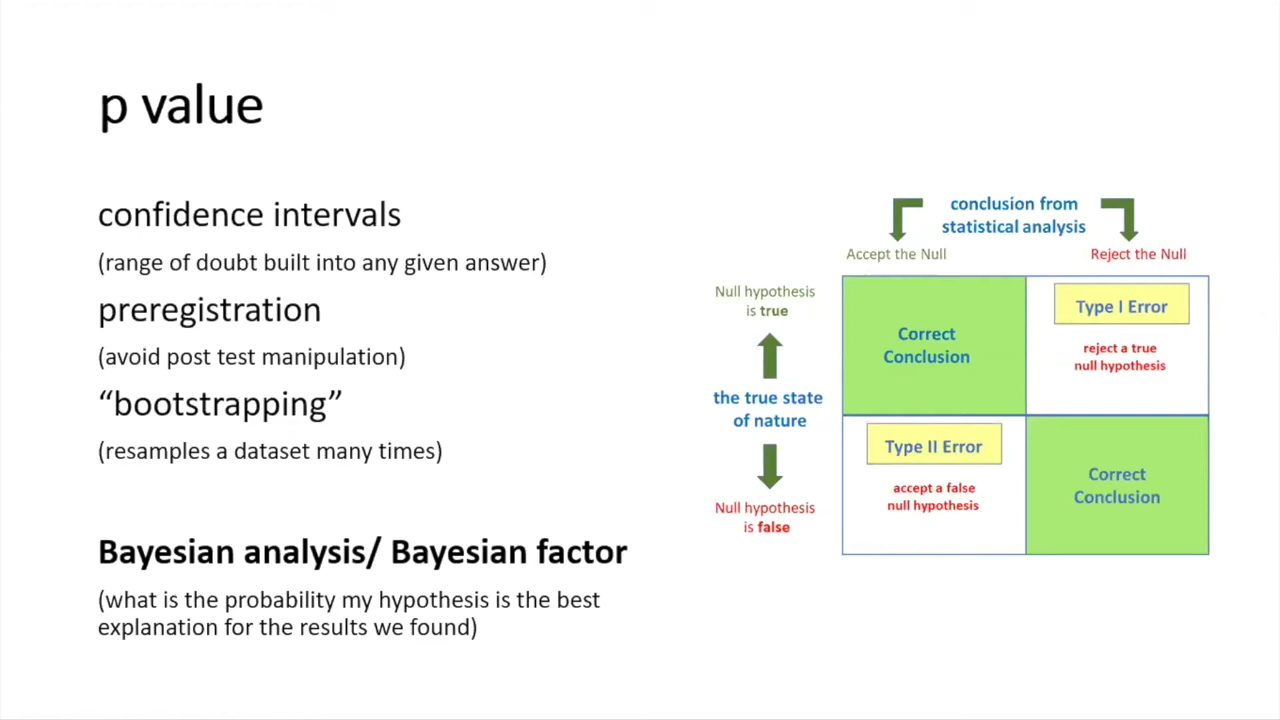 p value
confidence intervals
(range of doubt built into any given answer)
preregistration
(avoid post test manipulation)
“bootstrapping”
(resamples a dataset many times)
Bayesian analysis/ Bayesian factor
(what is the probability my hypothesis is the best
explanation for the results we found)
conclusion from
statistical analysis
Accept the Null
Reject the Null
Null hypothesis
is true
the true state
of nature
Null hypothesis
is false
Correct
Conclusion
Type I Error
reject a true
null hypothesis
Type II Error
accept a false
null hypothesis
Correct
Conclusion